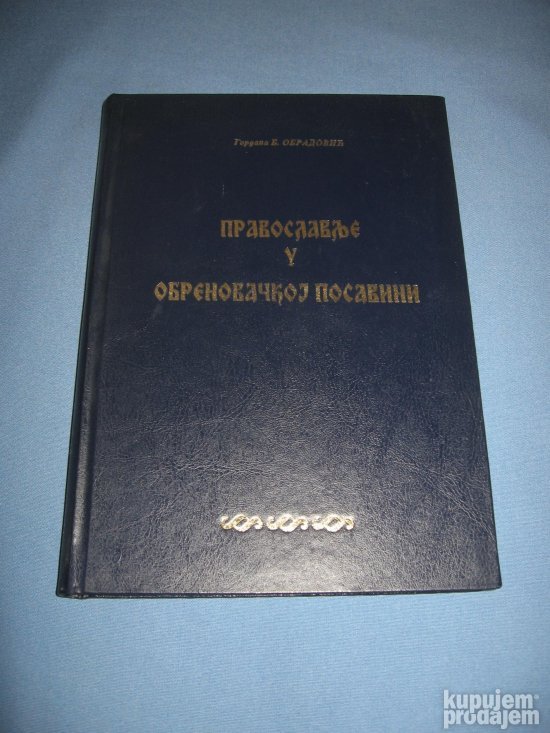 Гордана Б. ОБРАДОВИЋ
ПРАВОСЛАВЉЕ
У
ОБРЕНОВАЧКОЈ ПОСАВИНИ
kupujem
prodajem